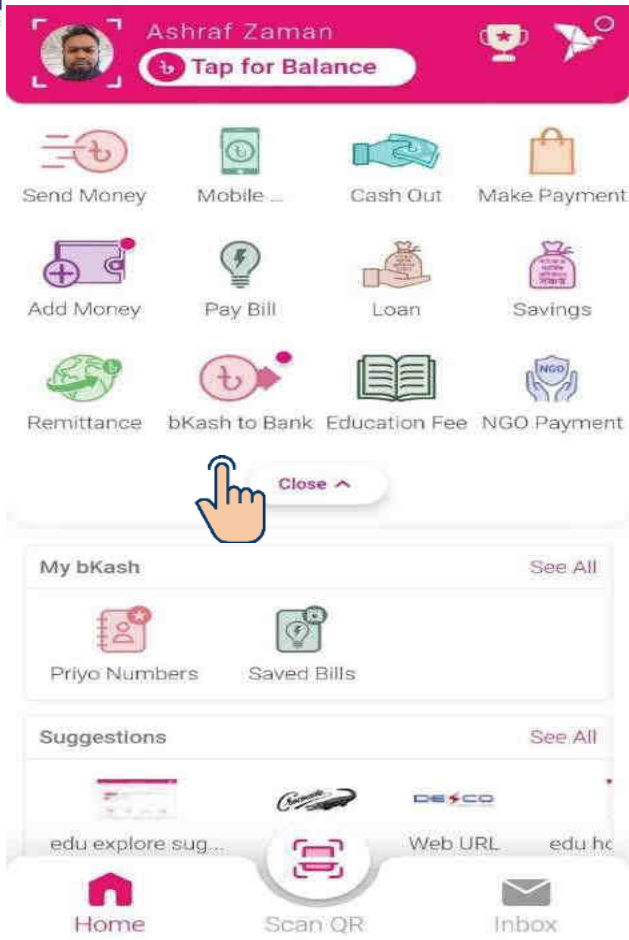 Ashraf Zaman
৳ Tap for Balance
Send Money Mobile ... Cash Out Make Payment
Add Money Pay Bill Loan Savings
NGO
Remittance bKash to Bank Education Fee NGO Payment
Close
My bKash See All
Priyo Numbers Saved Bills
Suggestions See All
DESCO
edu explore sug... Web URL edu ho
Home Scan QR Inbox